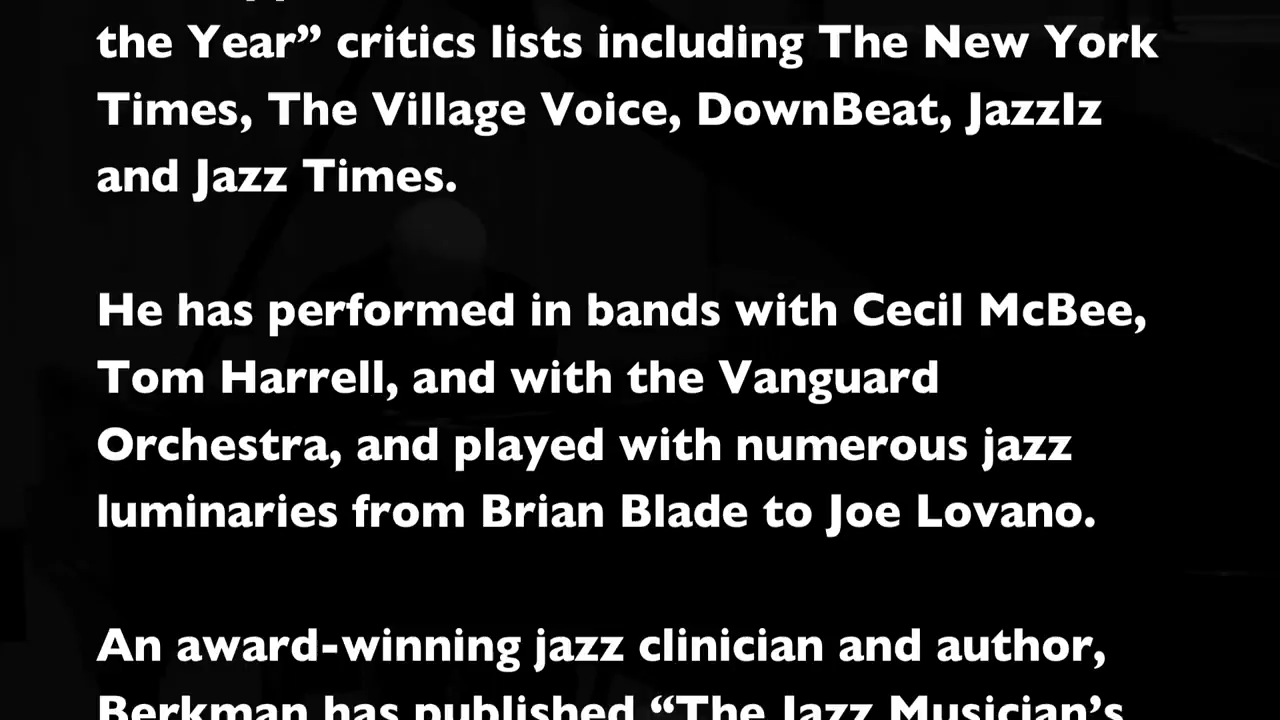 the Year” critics lists including The New York
Times, The Village Voice, DownBeat, JazzIz
and Jazz Times.
He has performed in bands with Cecil McBee,
Tom Harrell, and with the Vanguard
Orchestra, and played with numerous jazz
luminaries from Brian Blade to Joe Lovano.
An award-winning jazz clinician and author,
Berkman has published “The Jazz Musician’s